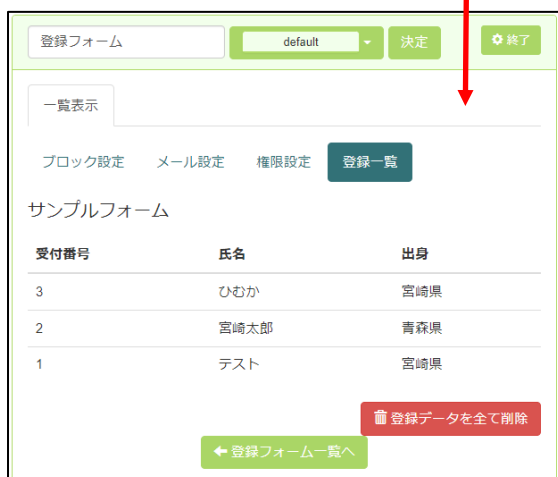 登録フォーム default 決定 終了
一覧表示
ブロック設定 メール設定 権限設定 登録一覧
サンプルフォーム
受付番号 氏名 出身
3 ひむか 宮崎県
2 宮崎太郎 青森県
1 テスト 宮崎県
登録データを全て削除
登録フォーム一覧へ